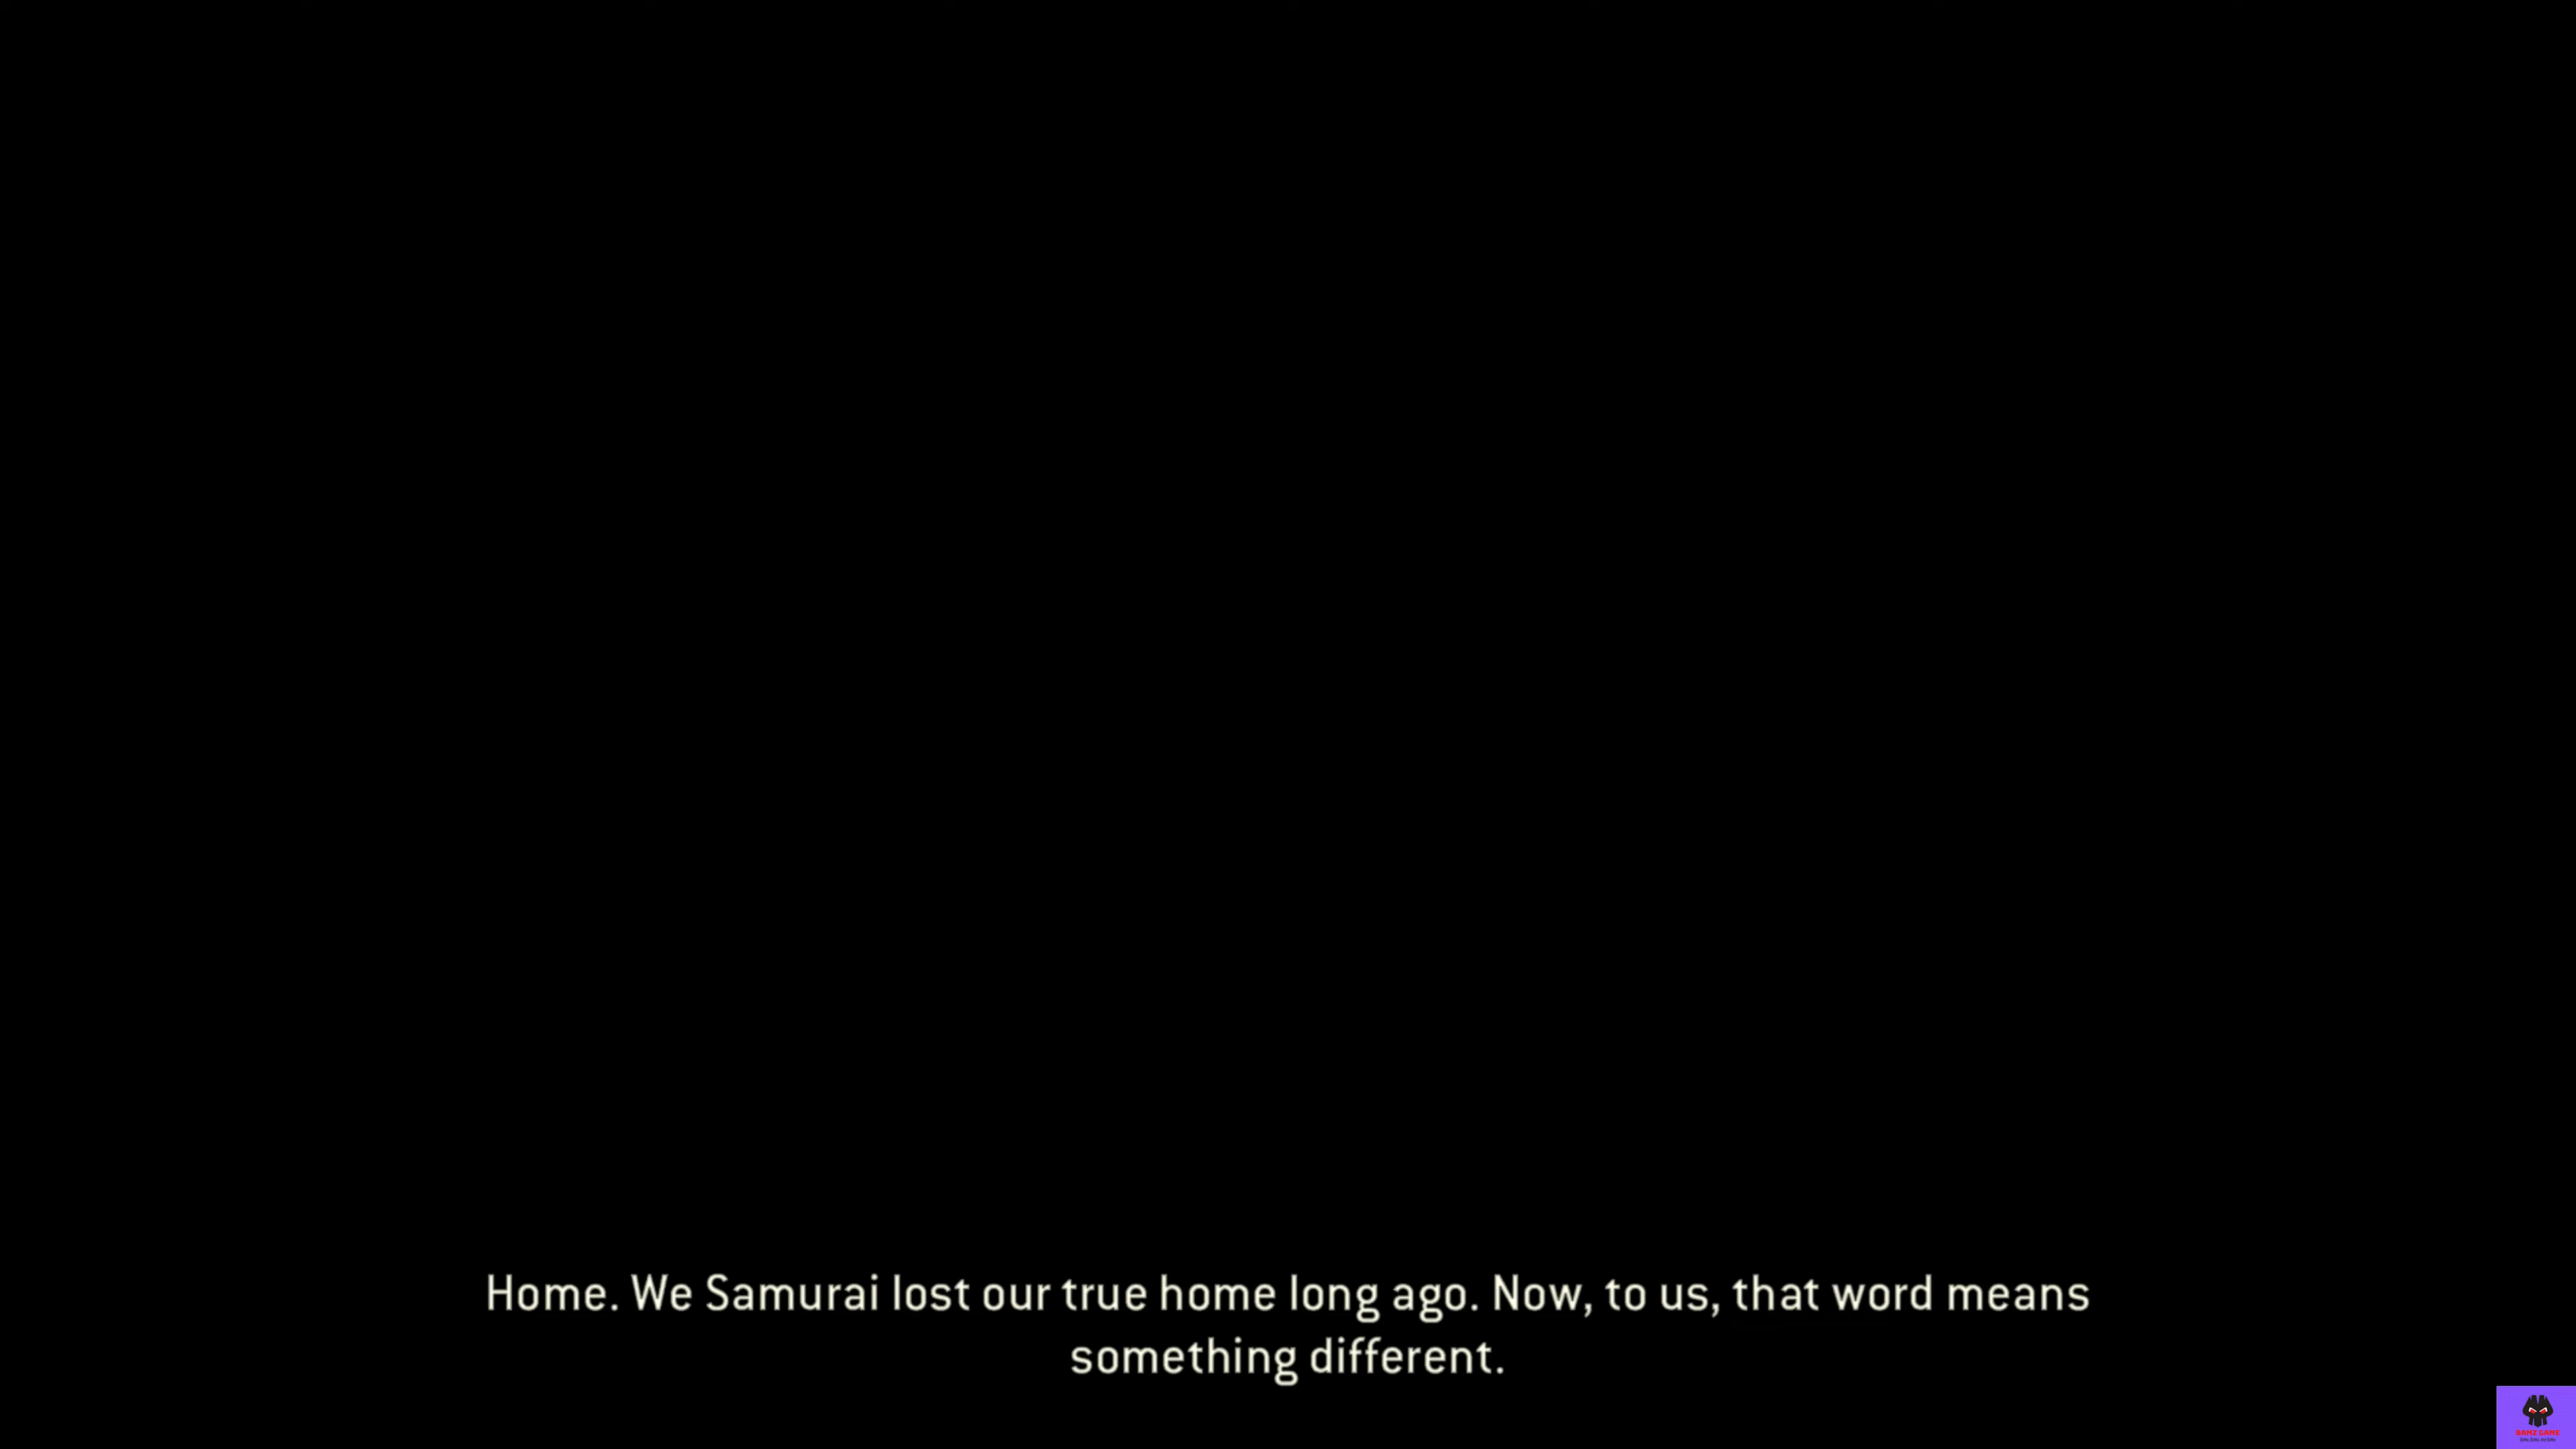 Home. We Samurai lost our true home long ago. Now, to us, that word means
something different.